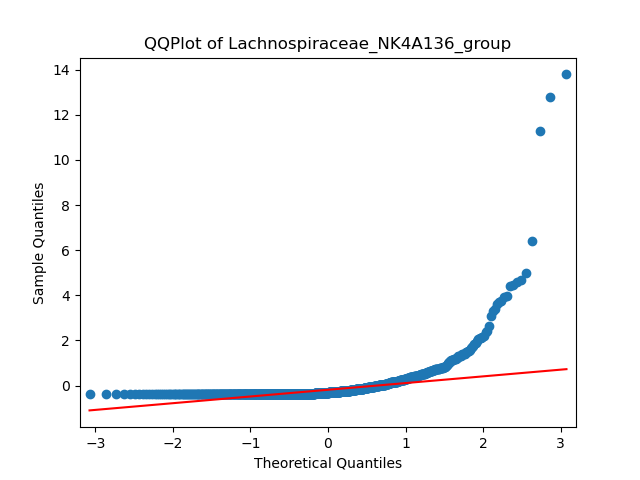 QQPlot of Lachnospiraceae_NK4A136_group
14
12
10
8
6
4
2
0
Sample Quantiles
−3 −2 −1 0 1 2 3
Theoretical Quantiles